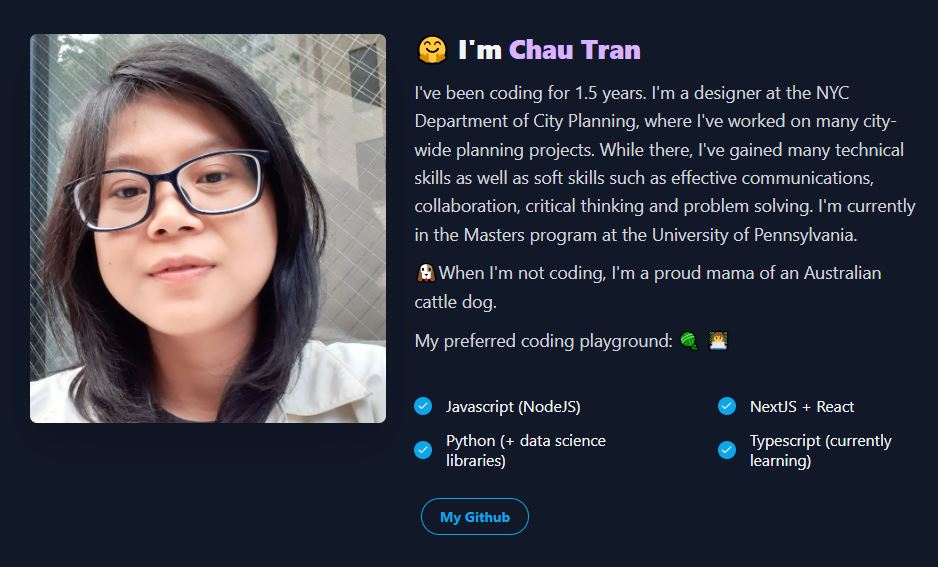 I'm Chau Tran
I've been coding for 1.5 years. I'm a designer at the NYC
Department of City Planning, where I've worked on many city-
wide planning projects. While there, I've gained many technical
skills as well as soft skills such as effective communications,
collaboration, critical thinking and problem solving. I'm currently
in the Masters program at the University of Pennsylvania.
When I'm not coding, I'm a proud mama of an Australian
cattle dog.
My preferred coding playground:
Javascript (NodeJS)
NextJS + React
Python (+ data science
libraries)
Typescript (currently
learning)
My Github